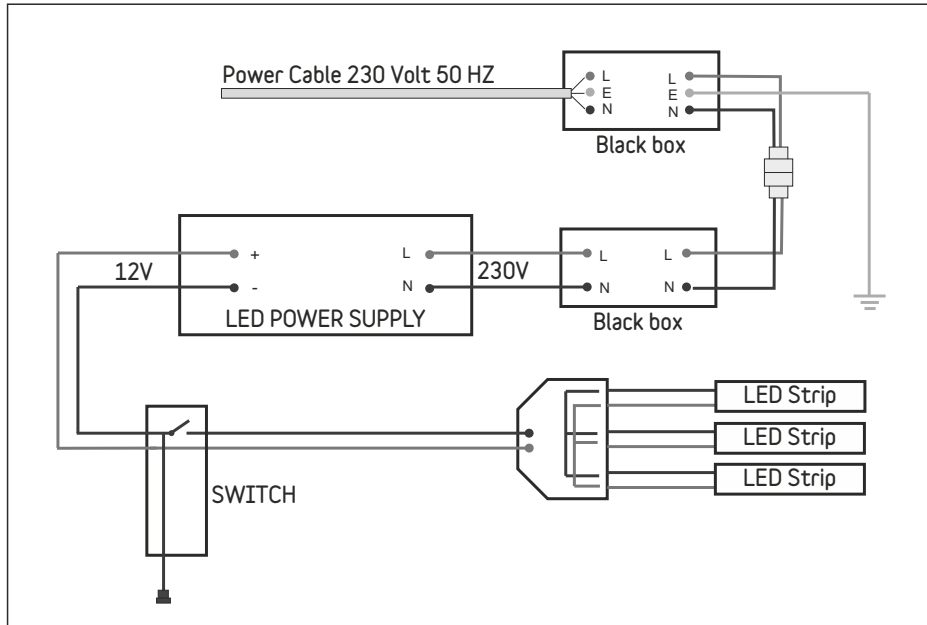 Power Cable 230 Volt 50 HZ
L
E
N
L
E
N
Black box
+
-
L
N
12V
230V
LED POWER SUPPLY
L
N
L
N
Black box
SWITCH
LED Strip
LED Strip
LED Strip